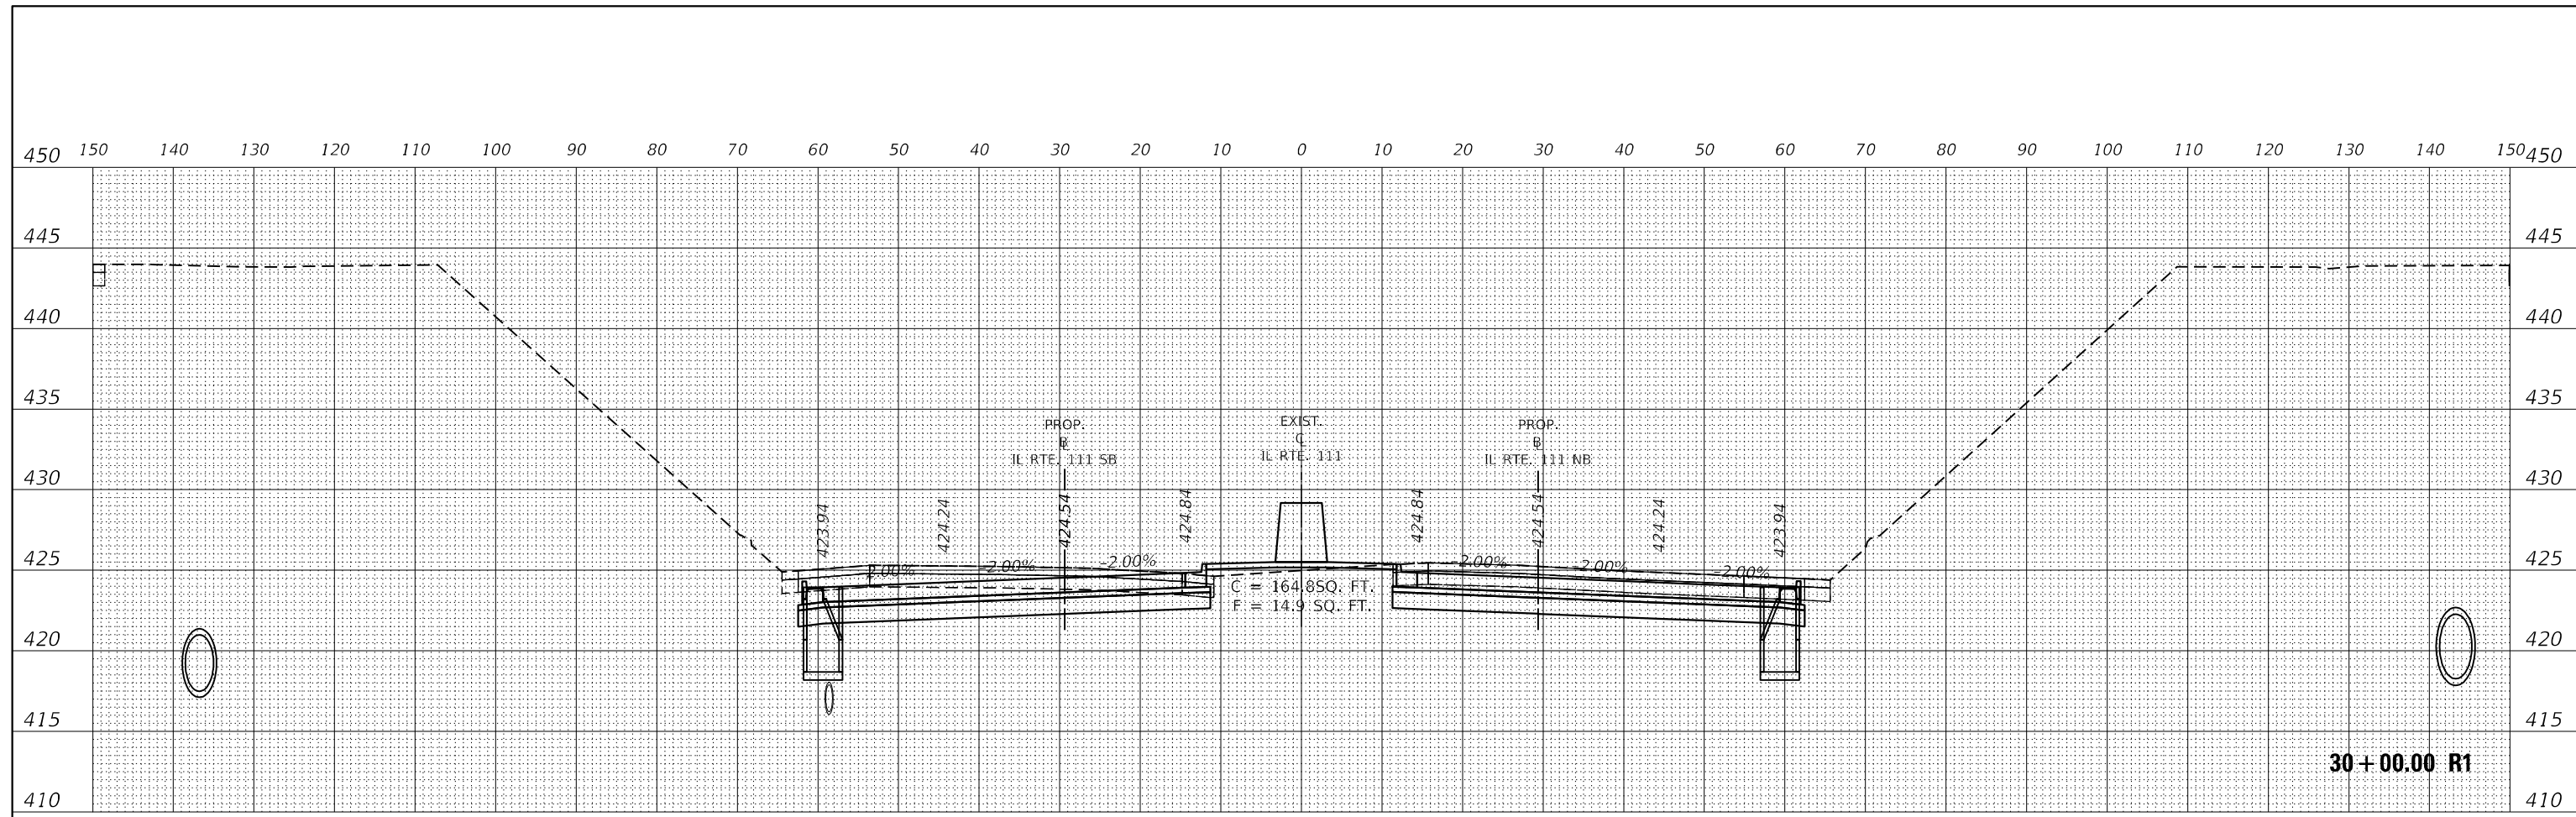 450 150 140 130 120 110 100 90 80 70 60 50 40 30 20 10 0 10 20 30 40 50 60 70 80 90 100 110 120 130 140 150 450
445 445
440 440
435 435
PROP.
℄
IL RTE. 111 SB
EXIST.
℄
IL RTE. 111
PROP.
IL RTE. 111 NB
430 430
423.94
424.24
424.54
424.84
424.84
424.54
424.24
423.94
425 425
2.00%
-2.00%
-2.00%
-2.00%
-2.00%
-2.00%
C = 164.8SQ. FT.
F = 14.9 SQ. FT.
420 420
415 415
30+00.00 R1
410 410